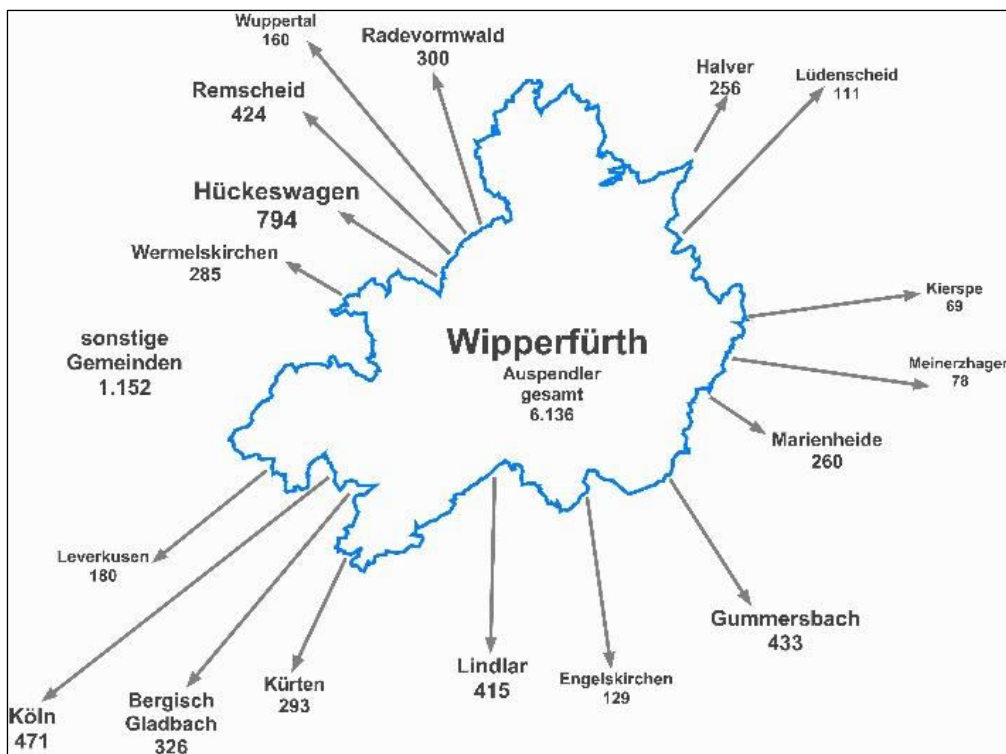 Wuppertal
160
Radevormwald
300
Halver
256
Lüdenscheid
111
Remscheid
424
Hückeswagen
794
Wermelskirchen
285
Kierspe
69
sonstige
Gemeinden
1.152
Wipperfürth
Auspendler
gesamt
6.136
Meinerzhagen
78
Marienheide
260
Leverkusen
180
Gummersbach
433
Lindlar
415
Engelskirchen
129
Kürten
293
Bergisch
Gladbach
326
Köln
471